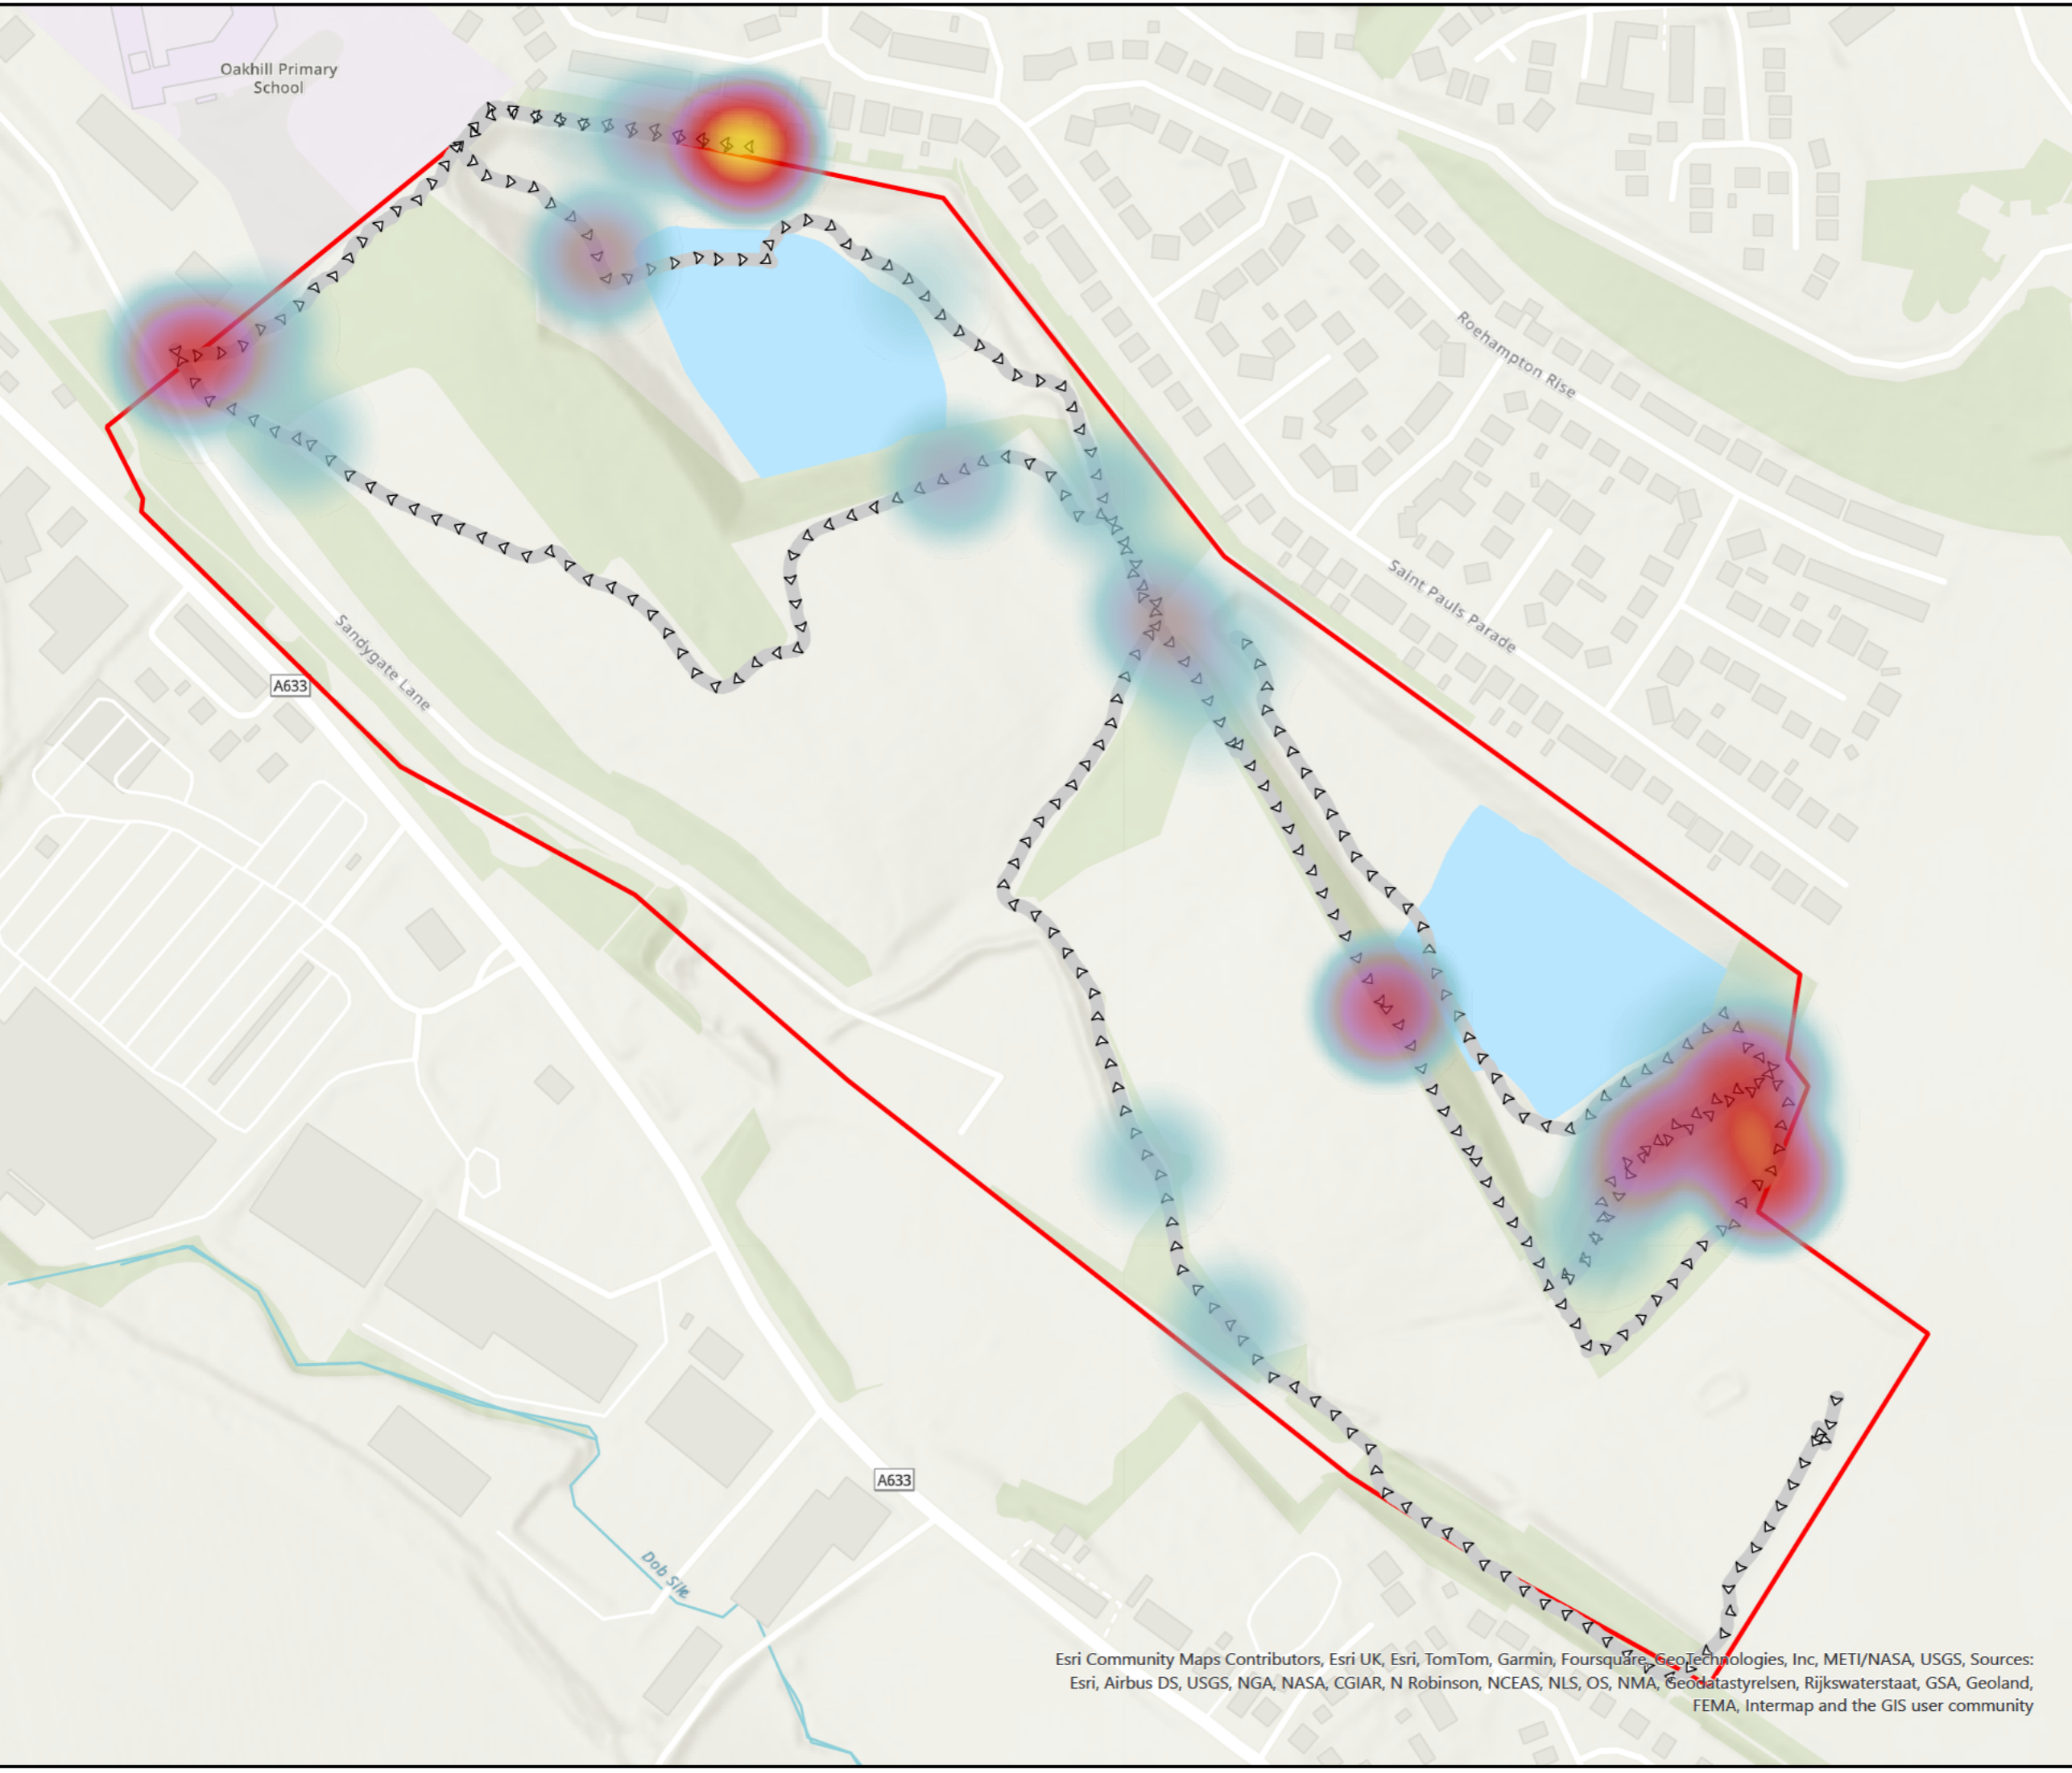 Oakhill Primary
School
Roehampton Rise
Saint Pauls Parade
Sandygate Lane
A633
A633
Dob Sike
Esri Community Maps Contributors, Esri UK, Esri, TomTom, Garmin, Foursquare, GeoTechnologies, Inc, METI/NASA, USGS, Sources:
Esri, Airbus DS, USGS, NGA, NASA, CGIAR, N Robinson, NCEAS, NLS, OS, NMA, Geodatastyrelsen, Rijkswaterstaat, GSA, Geoland,
FEMA, Intermap and the GIS user community